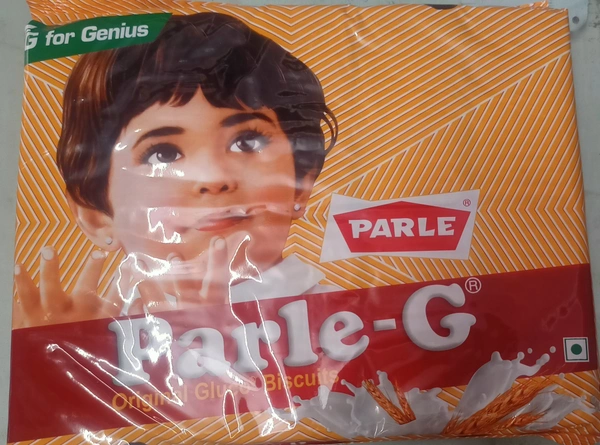 G for Genius
PARLE®
Parle-G®
Original Gluco Biscuits